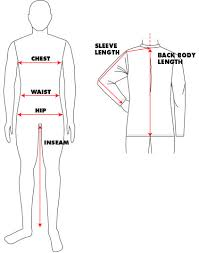 CHEST
WAIST
HIP
INSEAM
SLEEVE
LENGTH
BACK BODY
LENGTH